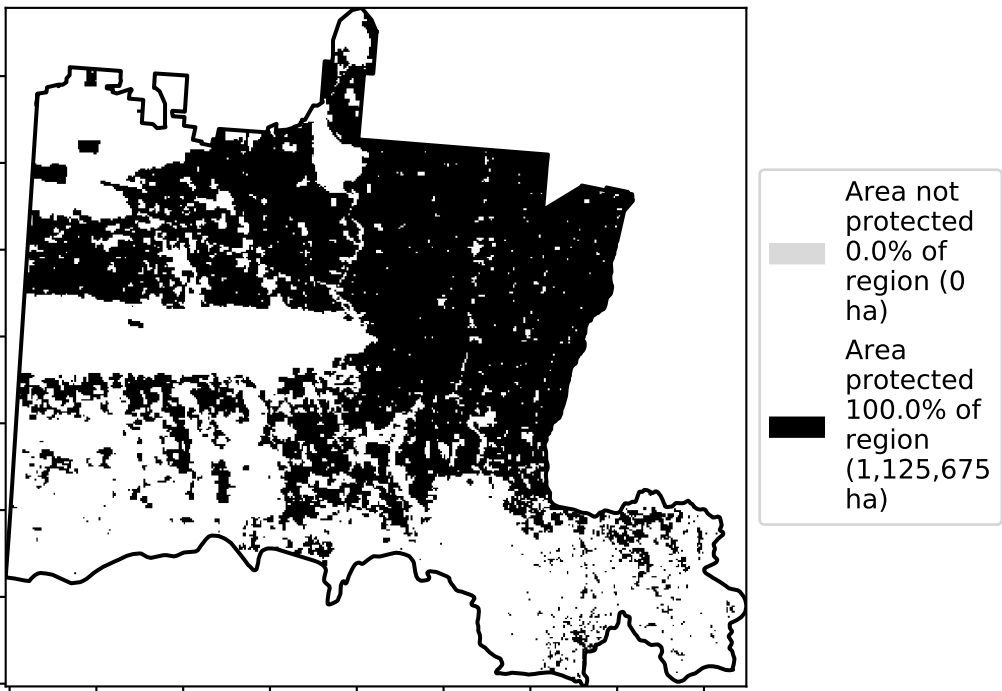 Area not
protected
0.0% of
region (0
ha)
Area
protected
100.0% of
region
(1,125,675
ha)